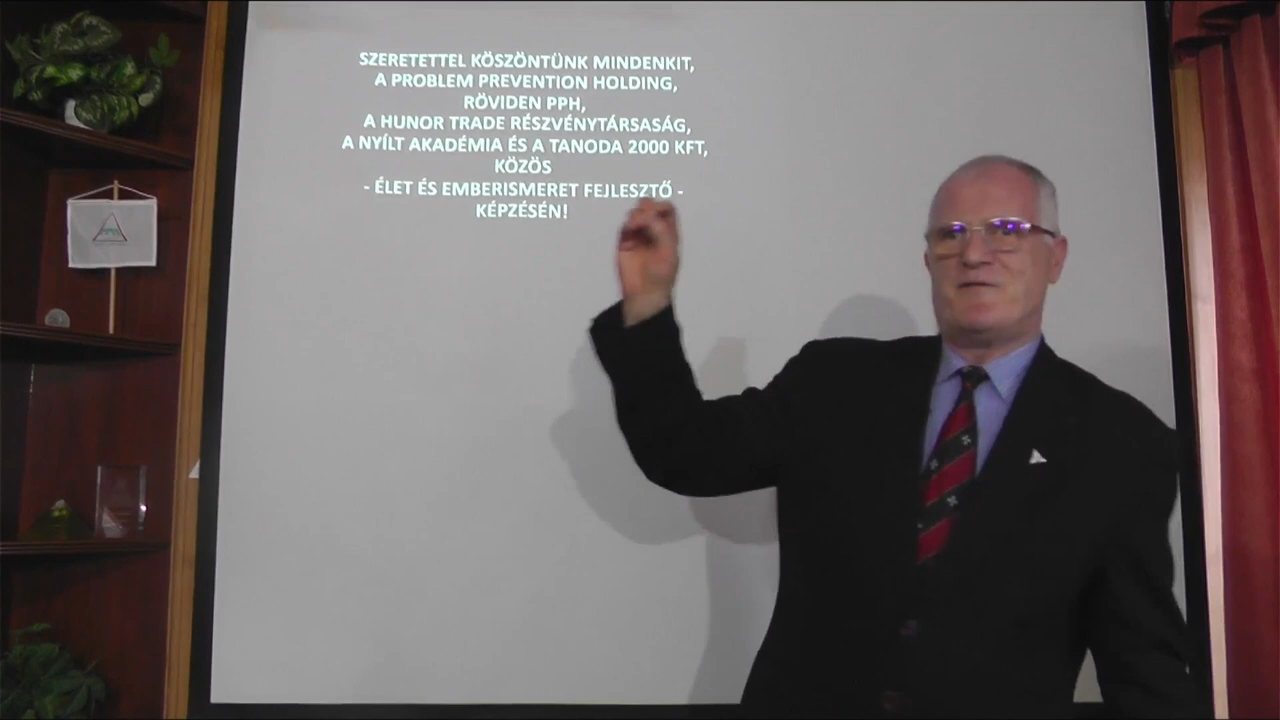 SZERETETTEL KÖSZÖNTÜNK MINDENKIT,
A PROBLEM PREVENTION HOLDING,
RÖVIDEN PPH,
A HUNOR TRADE RÉSZVÉNYTÁRSASÁG,
A NYÍLT AKADÉMIA ÉS A TANODA 2000 KFT,
KÖZÖS
- ÉLET ÉS EMBERISMERET FEJLESZTŐ -
KÉPZÉSÉN!